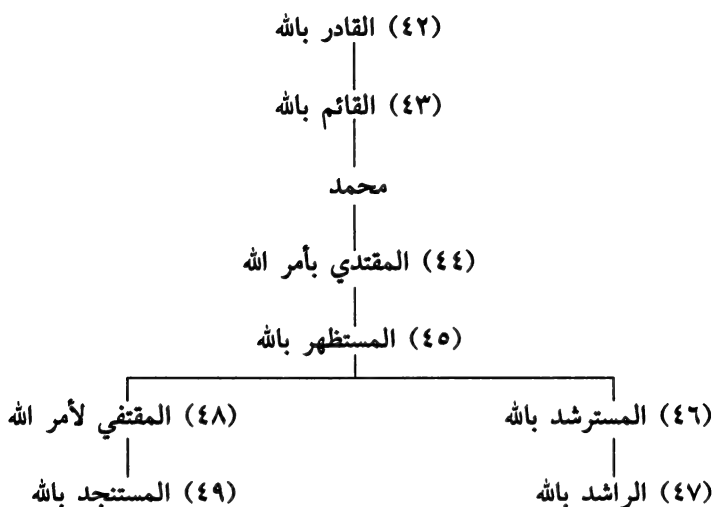 (٤٢) القادر بالله
(٤٣) القائم بالله
محمد
(٤٤) المقتدي بأمر الله
(٤٥) المستظهر بالله
(٤٦) المسترشد بالله
(٤٨) المقتفي لأمر الله
(٤٧) الراشد بالله
(٤٩) المستنجد بالله